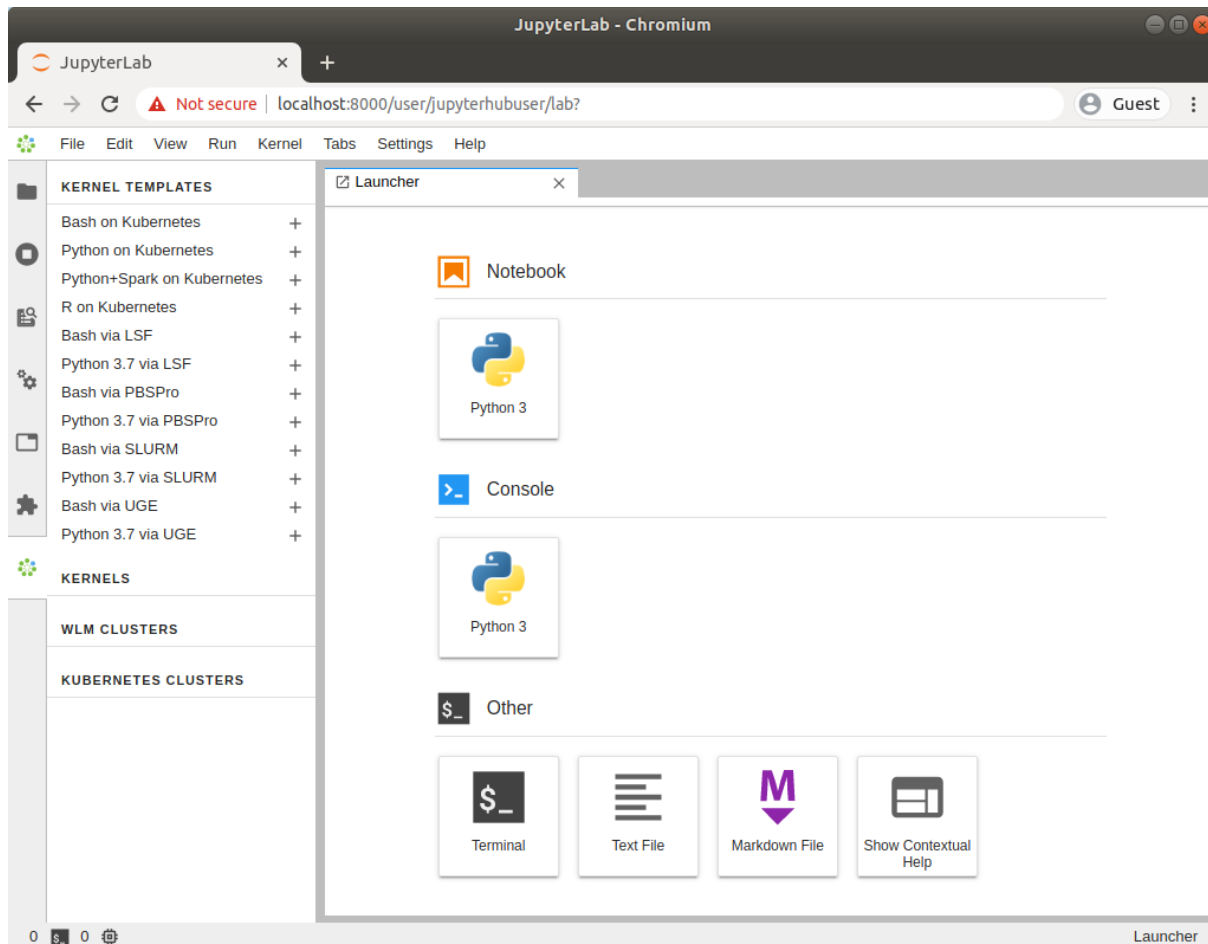 JupyterLab - Chromium
JupyterLab
Not secure localhost:8000/user/jupyterhubuser/lab? Guest
File Edit View Run Kernel Tabs Settings Help
KERNEL TEMPLATES
Bash on Kubernetes
Python on Kubernetes
Python+Spark on Kubernetes
R on Kubernetes
Bash via LSF
Python 3.7 via LSF
Bash via PBSPro
Python 3.7 via PBSPro
Bash via SLURM
Python 3.7 via SLURM
Bash via UGE
Python 3.7 via UGE
KERNELS
WLM CLUSTERS
KUBERNETES CLUSTERS
Launcher
Notebook
Python 3
Console
Python 3
$_ Other
$_
Terminal
Text File
M
Markdown File
Show Contextual
Help
0 $_ 0
Launcher